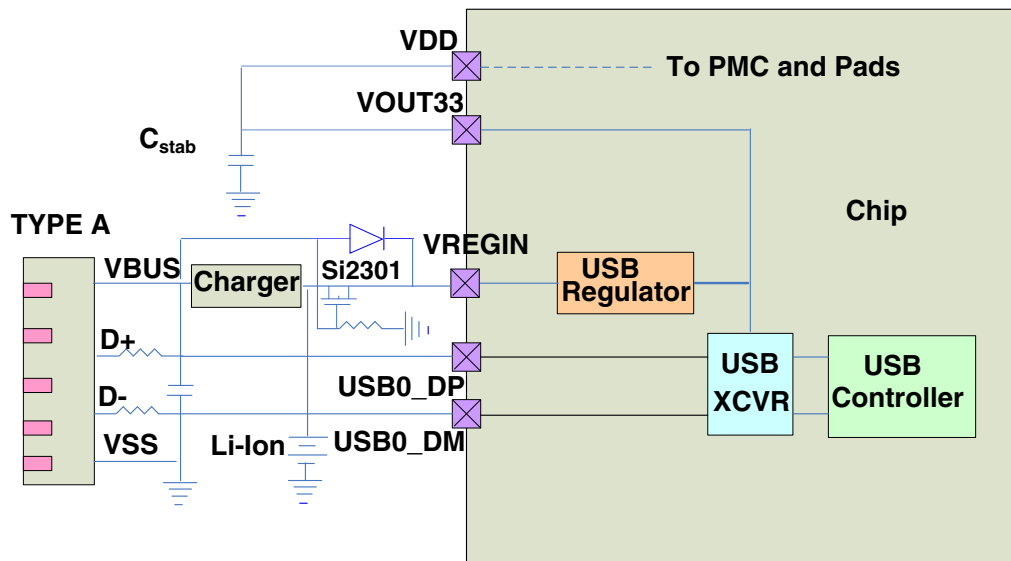 VDD
To PMC and Pads
VOUT33
Cstab
Chip
TYPE A
VREGIN
VBUS
Charger
Si2301
USB
Regulator
D+
USB0_DP
USB
XCVR
USB
Controller
D-
USB0_DM
VSS
Li-Ion